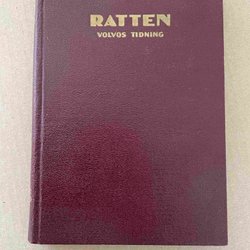 RATTEN
VOLVOS TIDNING